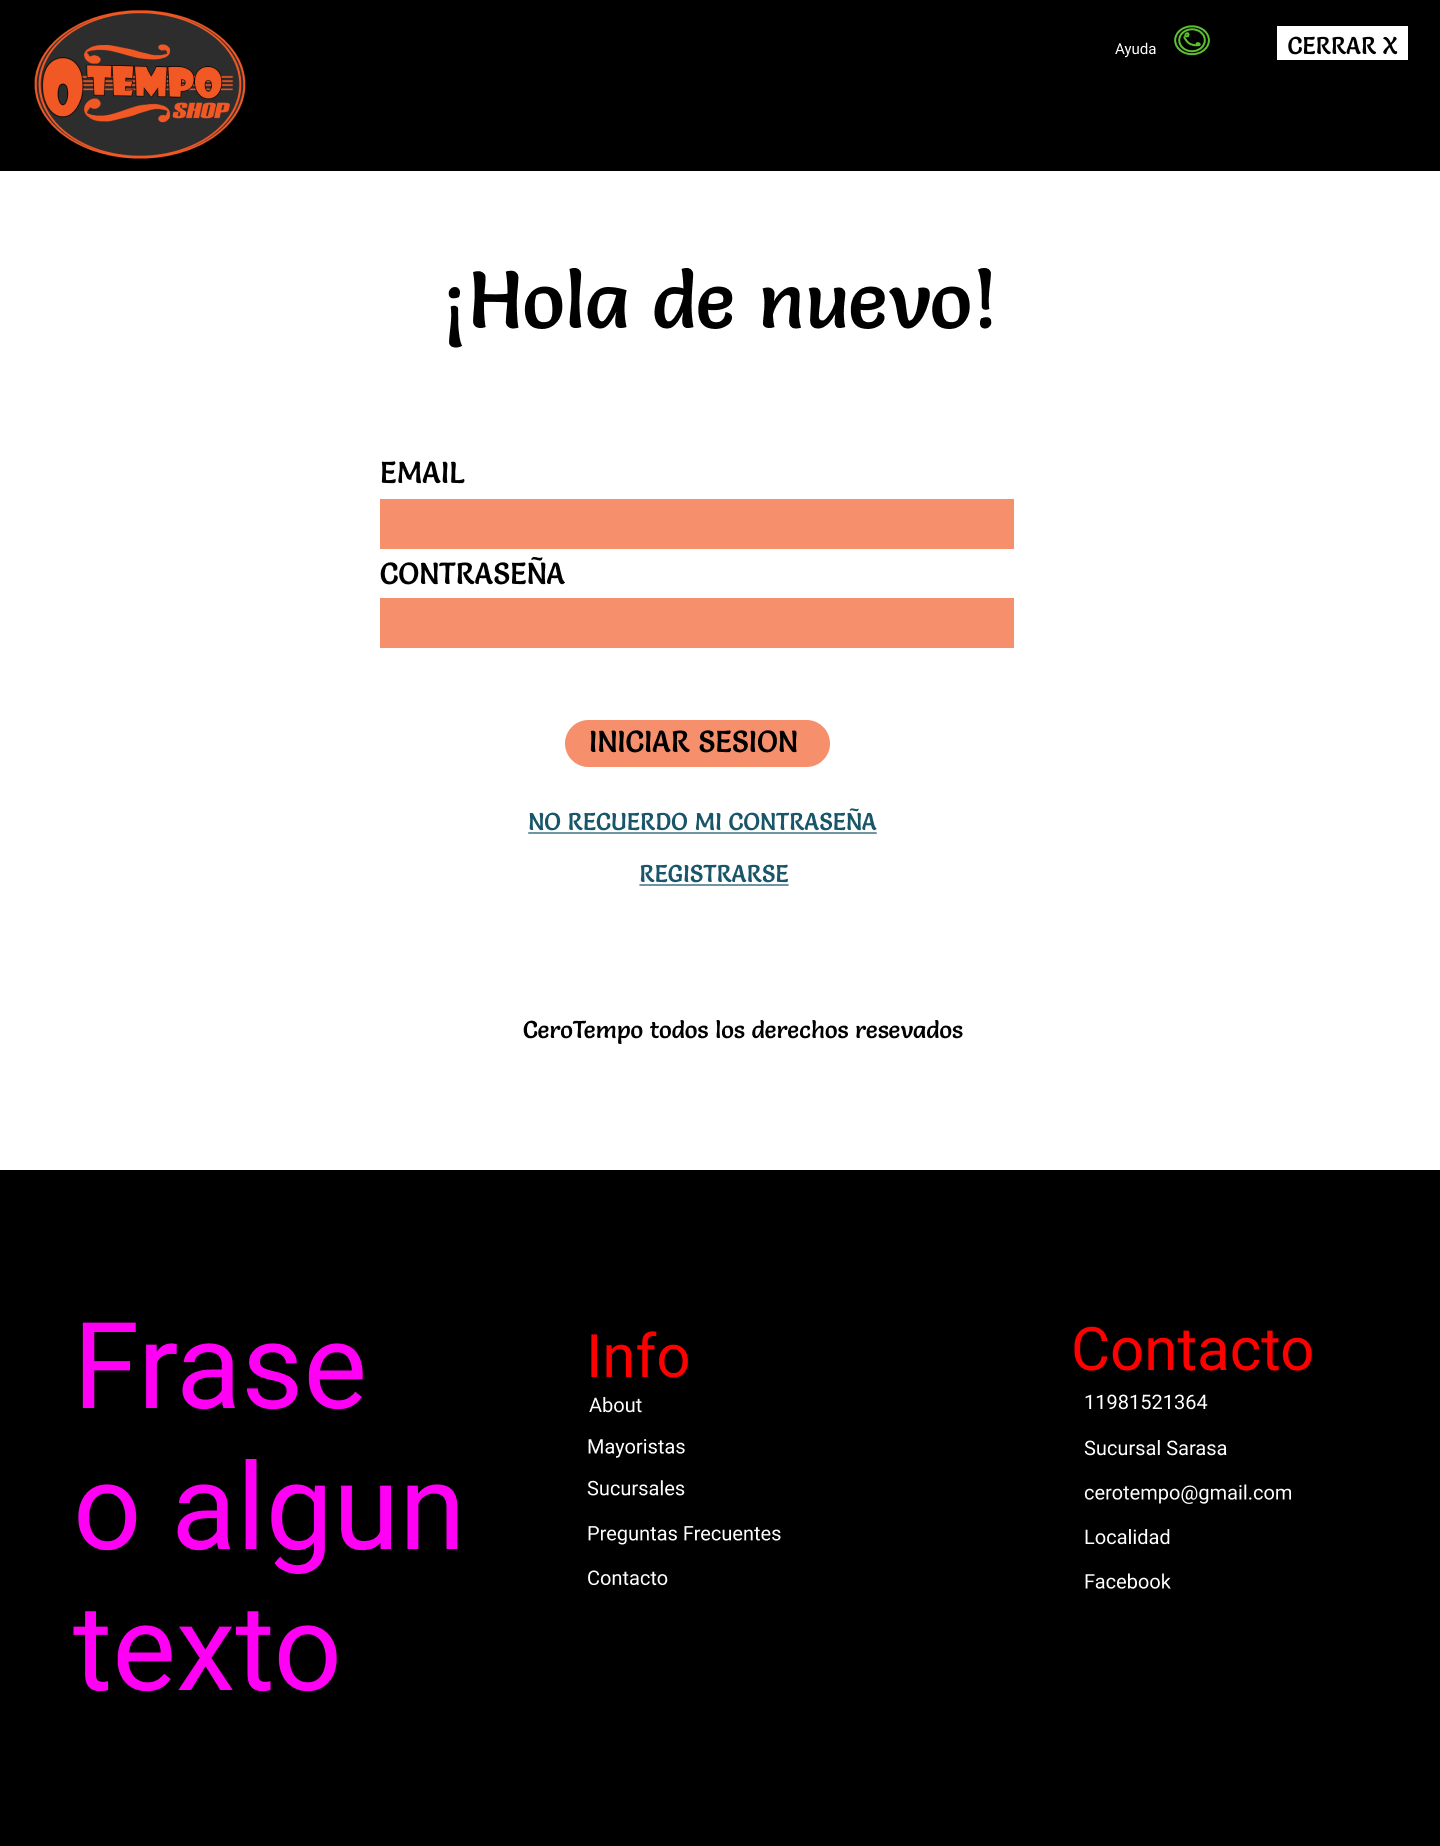 0 TEMPO
SHOP
Ayuda
CERRAR X
¡Hola de nuevo!
EMAIL
CONTRASEÑA
INICIAR SESION
NO RECUERDO MI CONTRASEÑA
REGISTRARSE
CeroTempo todos los derechos resevados
Frase
o algun
texto
Info
About
Mayoristas
Sucursales
Preguntas Frecuentes
Contacto
Contacto
11981521364
Sucursal Sarasa
cerotempo@gmail.com
Localidad
Facebook